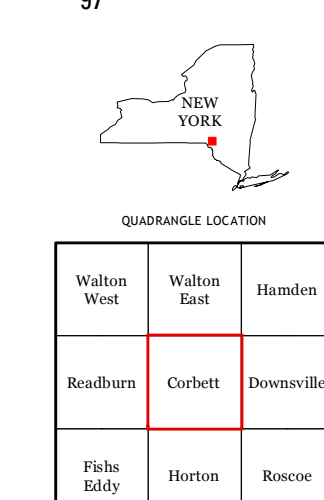 97
NEW
YORK
QUADRANGLE LOCATION
Walton
West
Walton
East
Hamden
Readburn
Corbett
Downsville
Fishs
Eddy
Horton
Roscoe